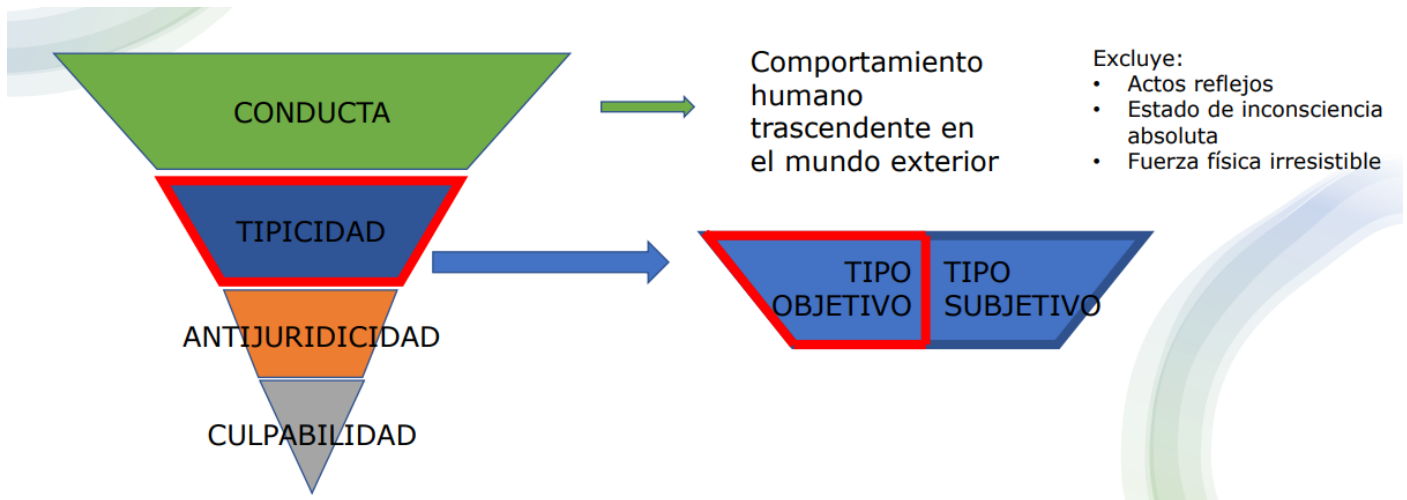 CONDUCTA
TIPICIDAD
ANTIJURIDICIDAD
CULPABILIDAD
Comportamiento
humano
trascendente en
el mundo exterior
Excluye:
• Actos reflejos
• Estado de inconsciencia
absoluta
• Fuerza física irresistible
TIPO
OBJETIVO
TIPO
SUBJETIVO